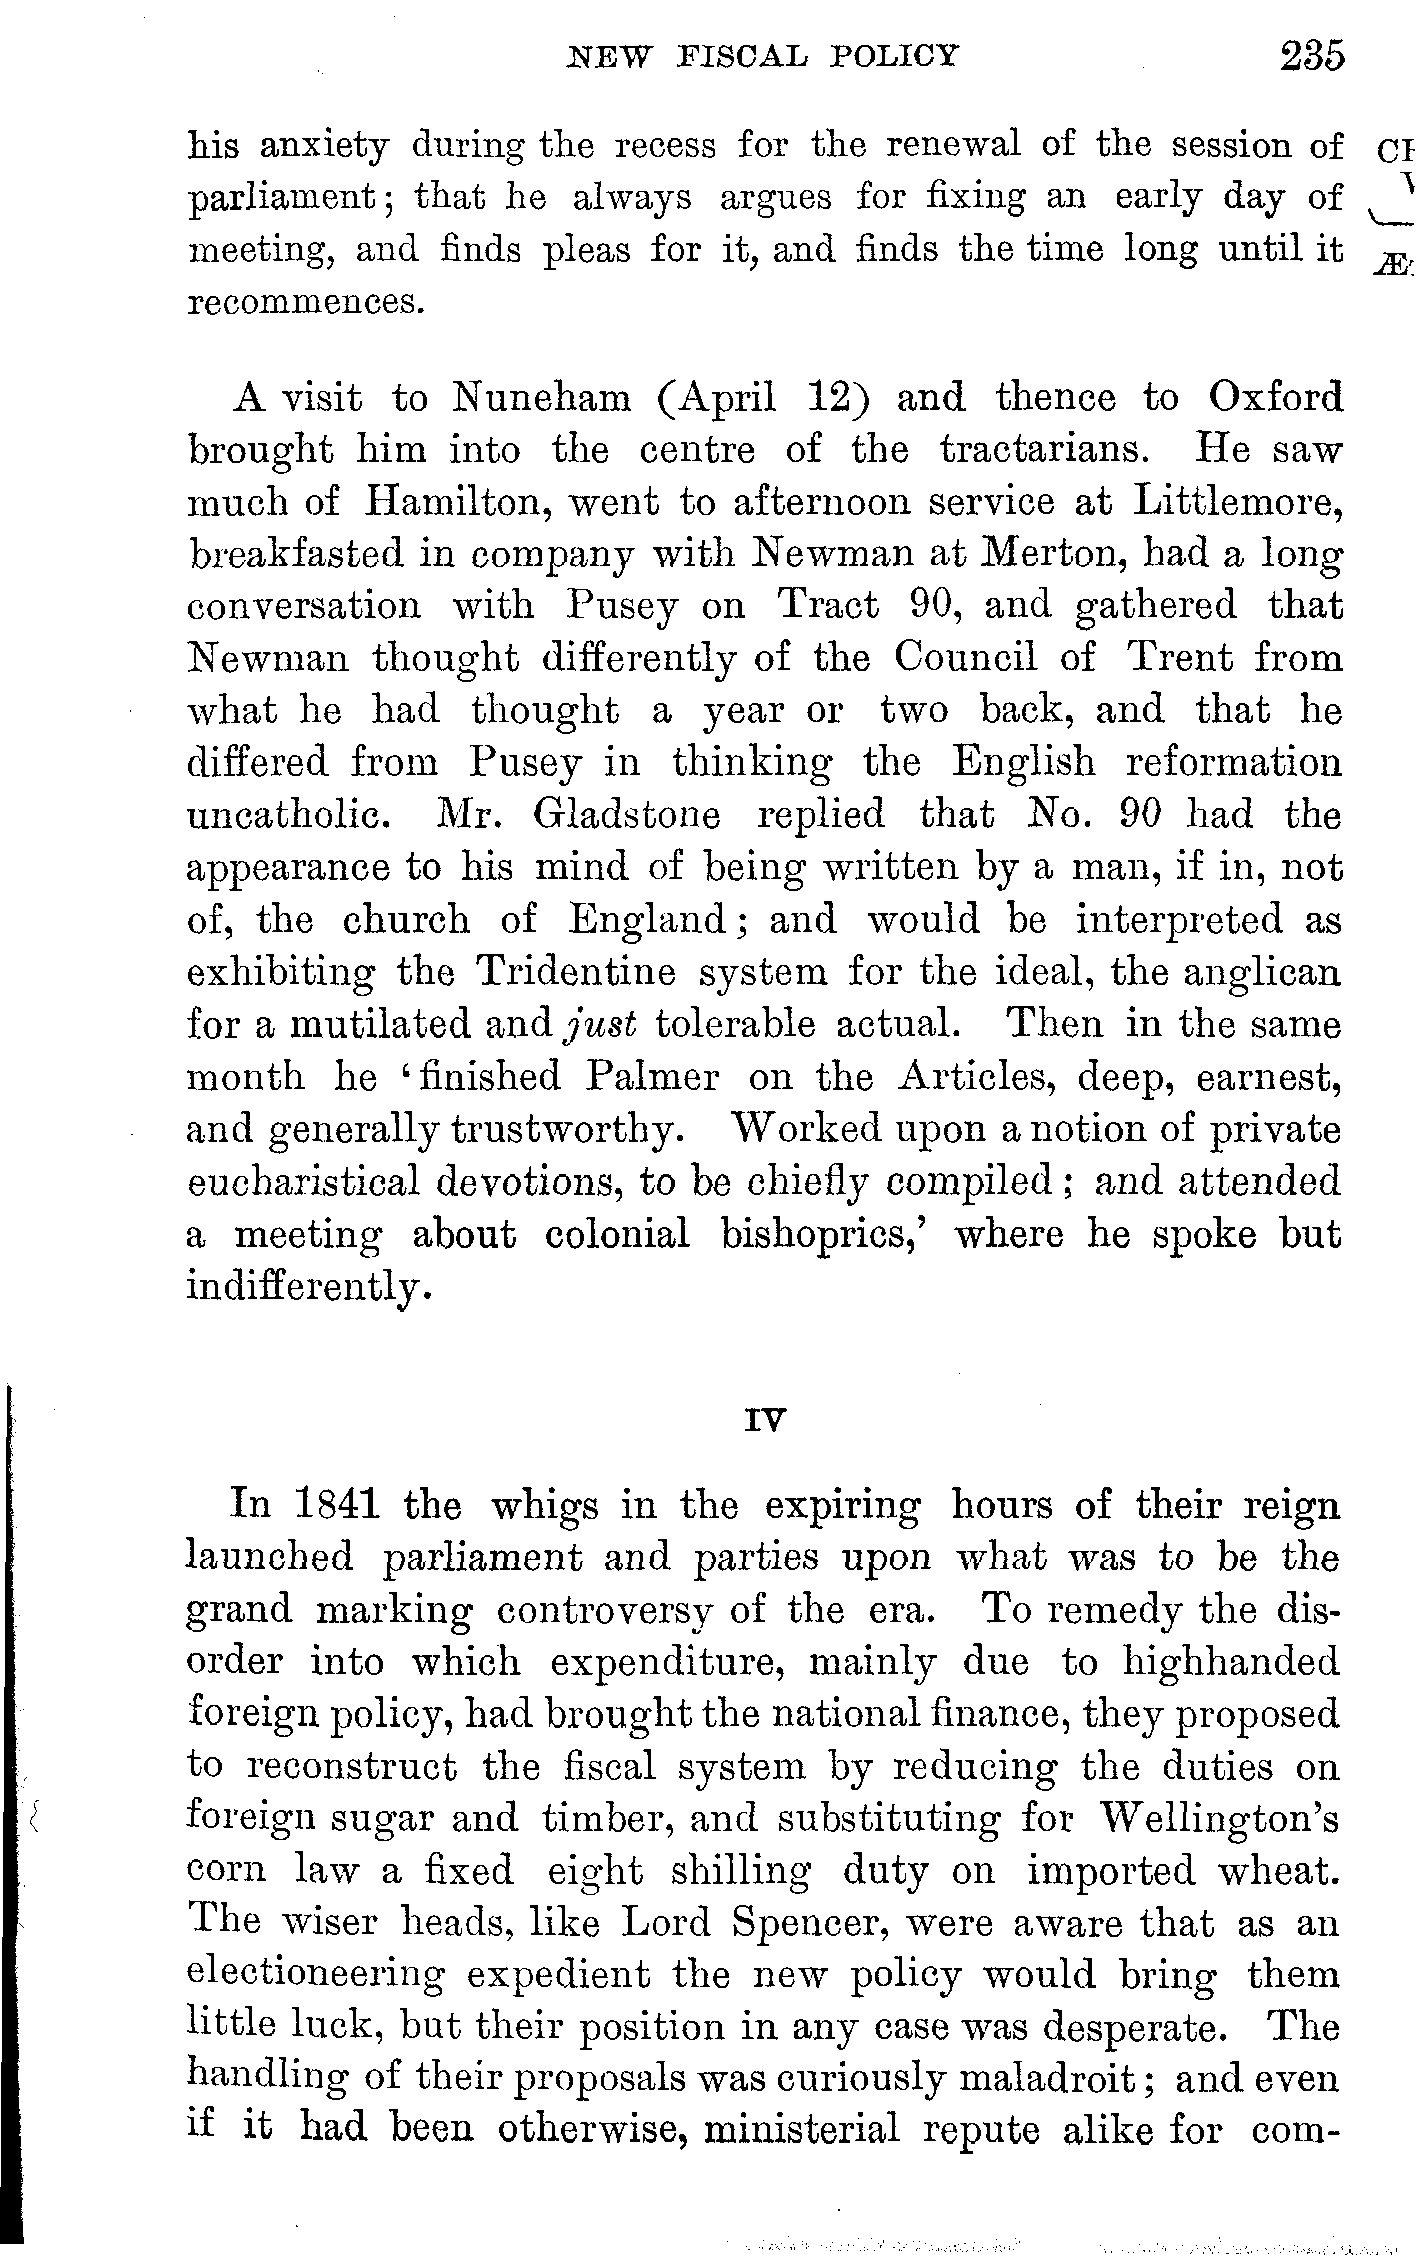 NEW FISCAL POLICY 235
his anxiety during the recess for the renewal of the session of
parliament; that he always argues for fixing an early day of
meeting, and finds pleas for it, and finds the time long until it
recommences.
A visit to Nuneham (April 12) and thence to Oxford
brought him into the centre of the tractarians. He saw
much of Hamilton, went to afternoon service at Littlemore,
breakfasted in company with Newman at Merton, had a long
conversation with Pusey on Tract 90, and gathered that
Newman thought differently of the Council of Trent from
what he had thought a year or two back, and that he
differed from Pusey in thinking the English reformation
uncatholic. Mr. Gladstone replied that No. 90 had the
appearance to his mind of being written by a man, if in, not
of, the church of England; and would be interpreted as
exhibiting the Tridentine system for the ideal, the anglican
for a mutilated and just tolerable actual. Then in the same
month he ‘finished Palmer on the Articles, deep, earnest,
and generally trustworthy. Worked upon a notion of private
eucharistical devotions, to be chiefly compiled; and attended
a meeting about colonial bishoprics,’ where he spoke but
indifferently.
IV
In 1841 the whigs in the expiring hours of their reign
launched parliament and parties upon what was to be the
grand marking controversy of the era. To remedy the dis-
order into which expenditure, mainly due to highhanded
foreign policy, had brought the national finance, they proposed
to reconstruct the fiscal system by reducing the duties on
foreign sugar and timber, and substituting for Wellington’s
corn law a fixed eight shilling duty on imported wheat.
The wiser heads, like Lord Spencer, were aware that as an
electioneering expedient the new policy would bring them
little luck, but their position in any case was desperate. The
handling of their proposals was curiously maladroit; and even
if it had been otherwise, ministerial repute alike for com-